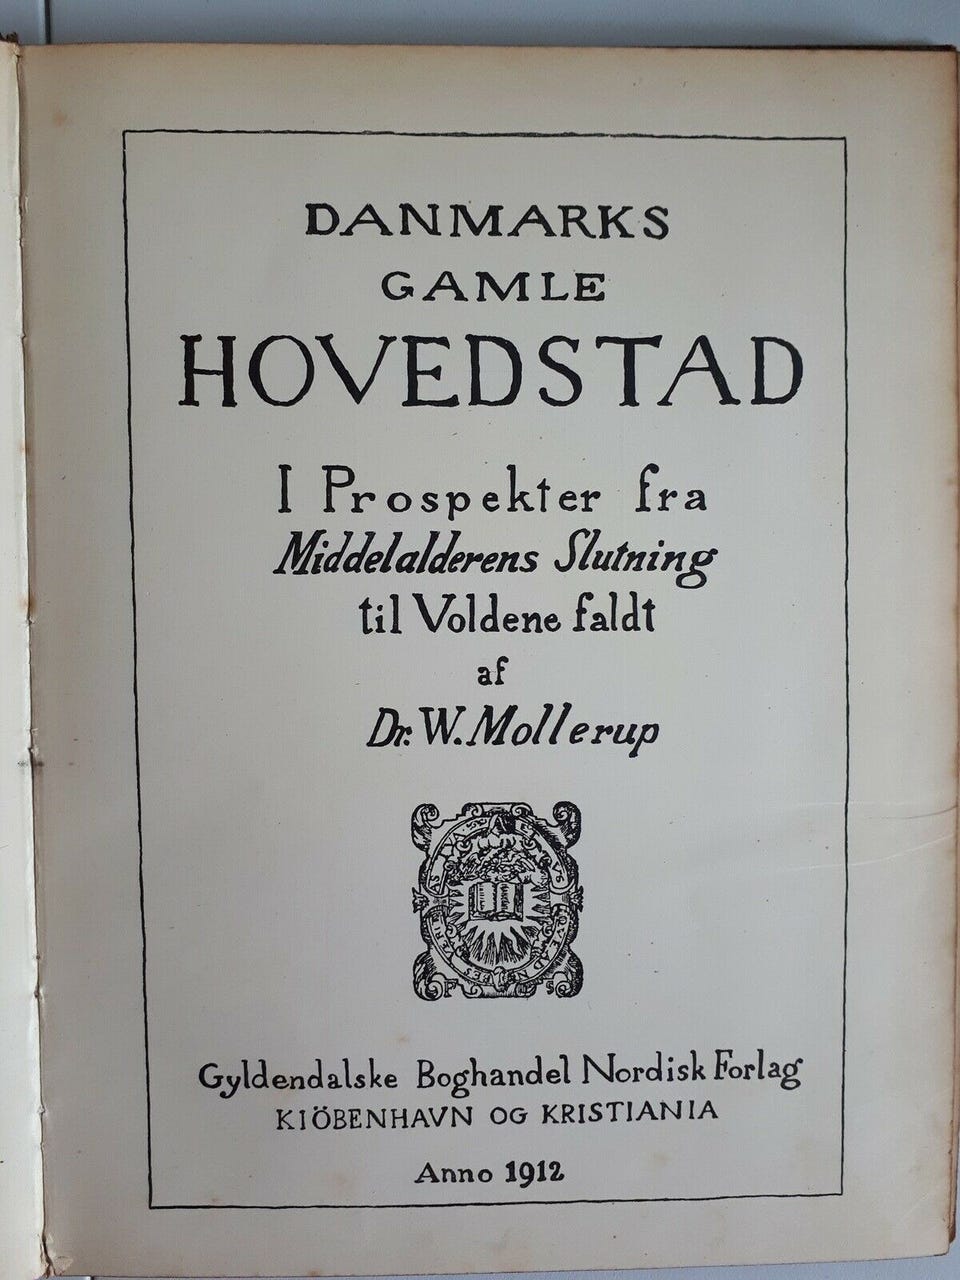 DANMARKS
GAMLE
HOVEDSTAD
I Prospekter fra
Middelalderens Slutning
til Voldene faldt
af
Dr. W. Mollerup
F S
Gyldendalske Boghandel Nordisk Forlag
KIÖBENHAVN OG KRISTIANIA
Anno 1912